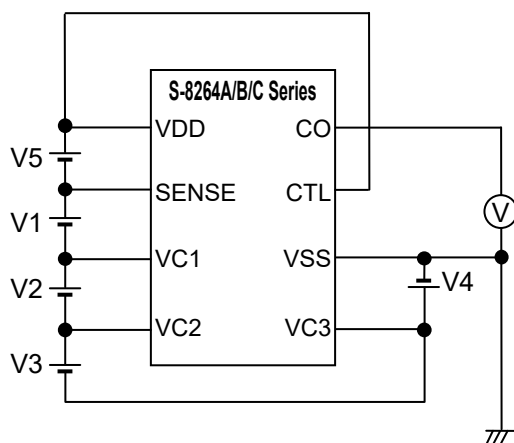 S-8264A/B/C Series
VDD
CO
V5
SENSE
CTL
V1
VC1
VSS
V
V2
V4
VC2
VC3
V3